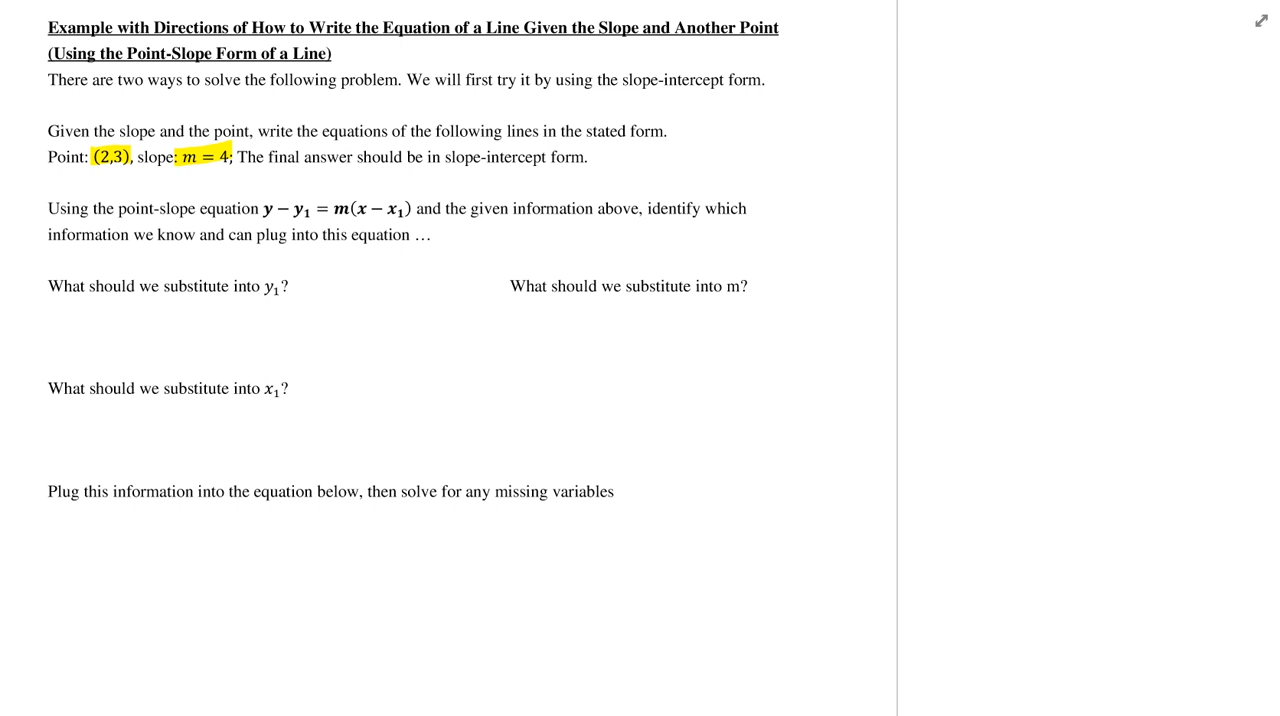 Example with Directions of How to Write the Equation of a Line Given the Slope and Another Point
(Using the Point-Slope Form of a Line)
There are two ways to solve the following problem. We will first try it by using the slope-intercept form.
Given the slope and the point, write the equations of the following lines in the stated form.
Point: (2,3), slope: m = 4; The final answer should be in slope-intercept form.
Using the point-slope equation y − y₁ = m(x − x₁) and the given information above, identify which
information we know and can plug into this equation …
What should we substitute into y₁? What should we substitute into m?
What should we substitute into x₁?
Plug this information into the equation below, then solve for any missing variables